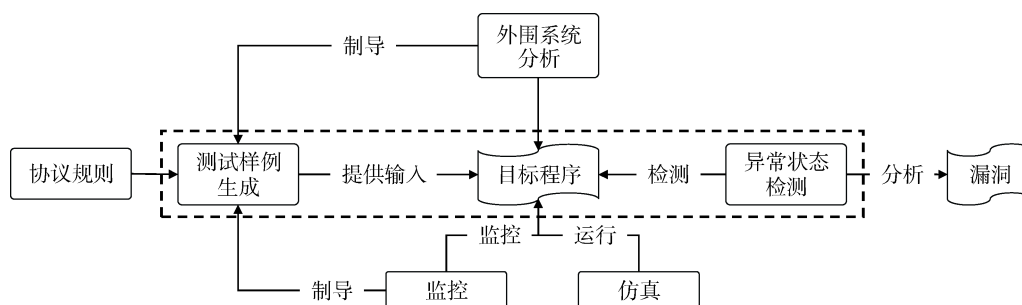 外围系统
分析
制导
协议规则
测试样例
生成
提供输入
目标程序
检测
异常状态
检测
分析
漏洞
监控
运行
制导
监控
仿真